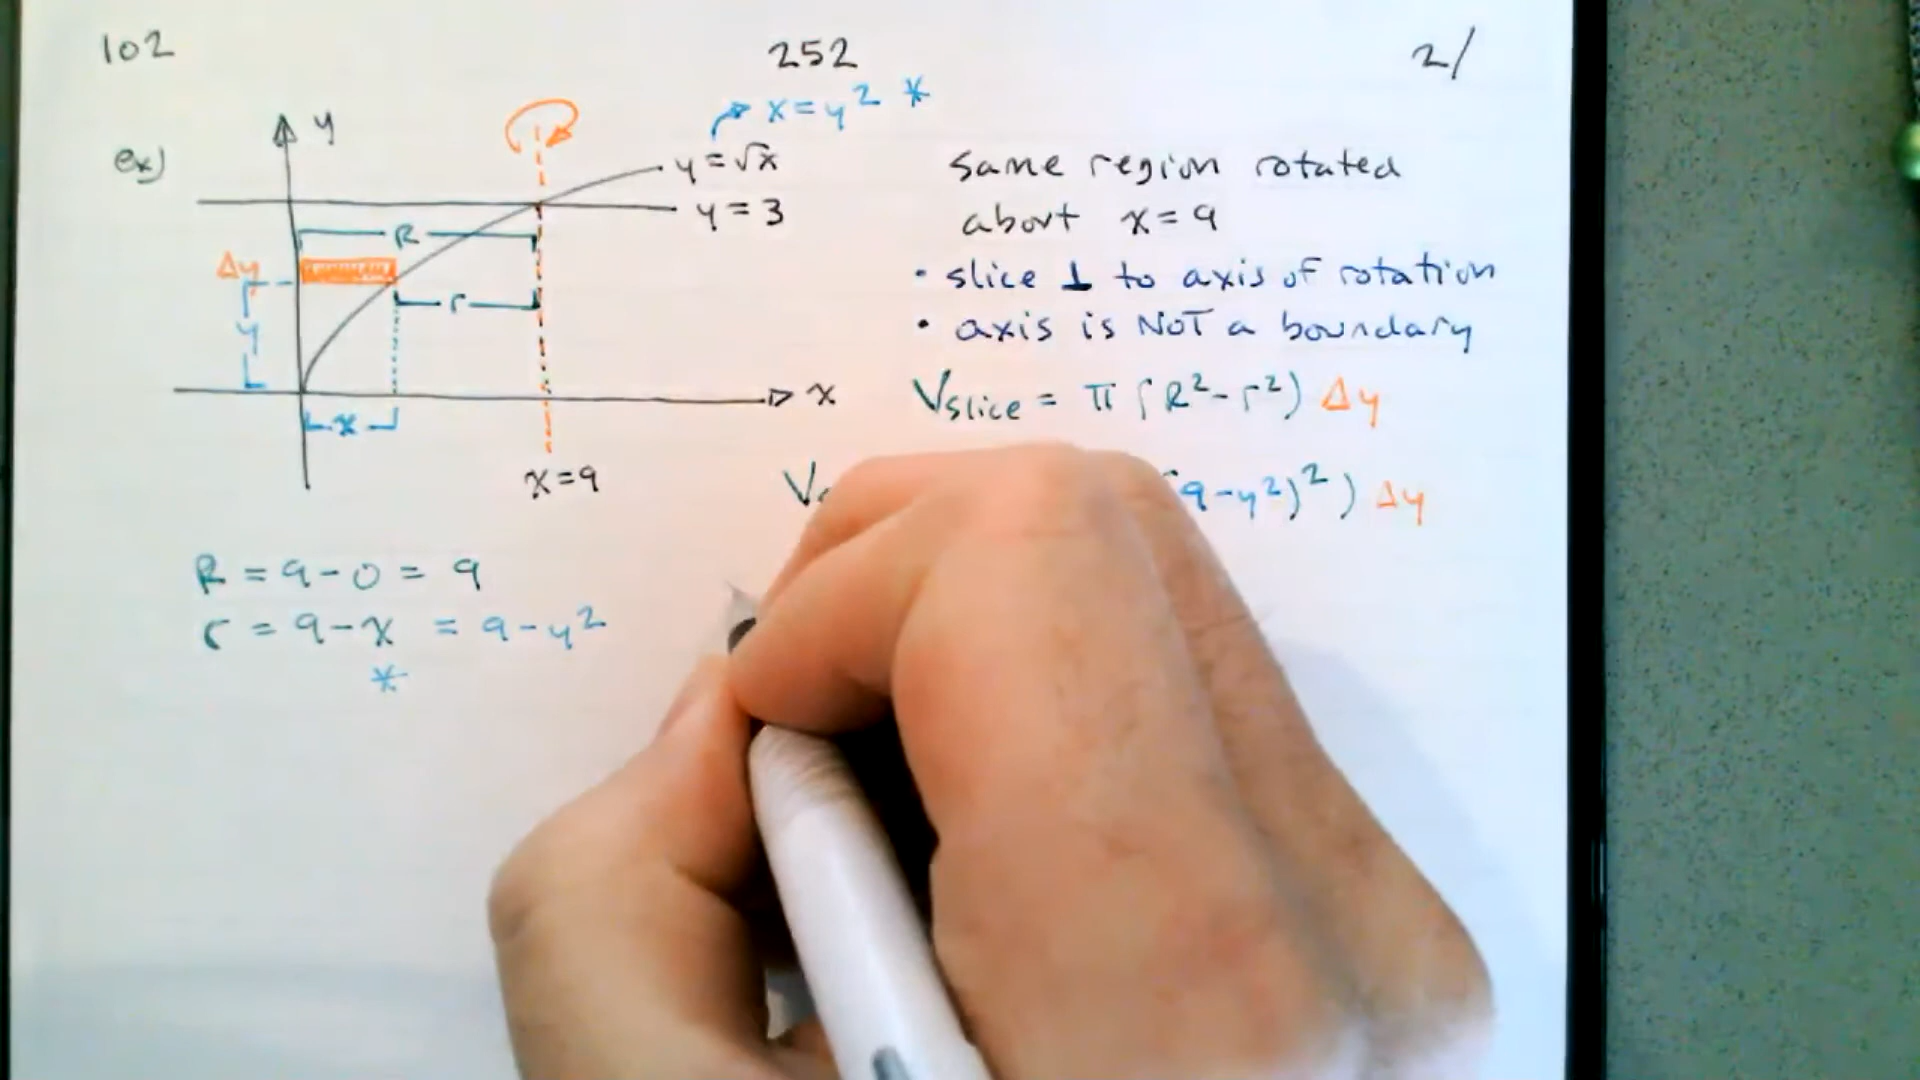 102 252 2/
x = y² *
ex) y
y = √x
y = 3
R
Δy
r
y
x
x
x = 9
same region rotated
about x = 9
• slice ⊥ to axis of rotation
• axis is NOT a boundary
Vslice = π (R² - r²) Δy
V 9 - y²)²) Δy
R = 9 - 0 = 9
r = 9 - x = 9 - y²
*